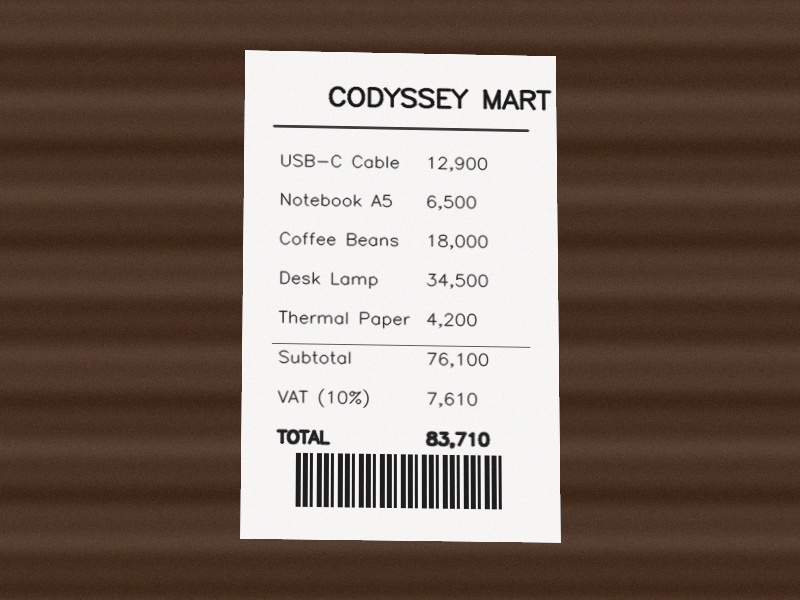 CODYSSEY MART
USB-C Cable 12,900
Notebook A5 6,500
Coffee Beans 18,000
Desk Lamp 34,500
Thermal Paper 4,200
Subtotal 76,100
VAT (10%) 7,610
TOTAL 83,710